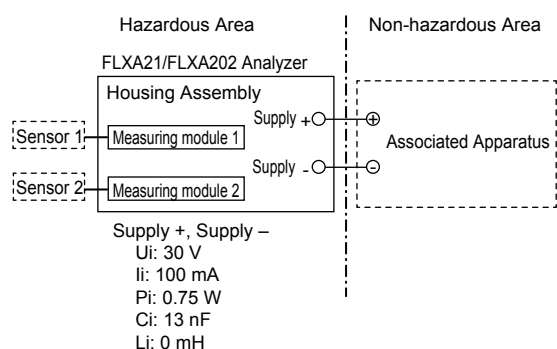 Hazardous Area
Non-hazardous Area
FLXA21/FLXA202 Analyzer
Housing Assembly
Supply +
+
Sensor 1
Measuring module 1
Associated Apparatus
Supply -
-
Sensor 2
Measuring module 2
Supply +, Supply –
Ui: 30 V
Ii: 100 mA
Pi: 0.75 W
Ci: 13 nF
Li: 0 mH